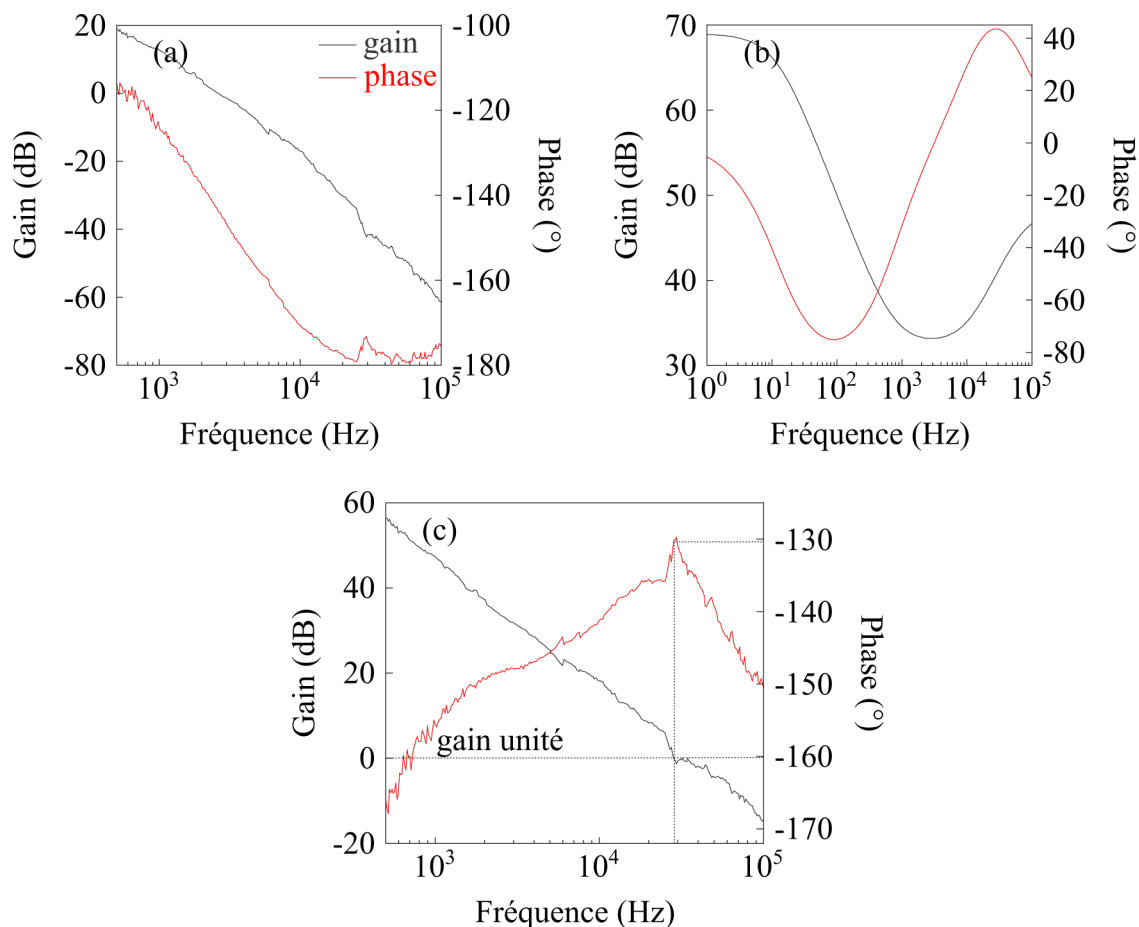 (a)
gain
phase
20
0
-20
-40
-60
-80
Gain (dB)
-100
-120
-140
-160
-180
Phase (°)
10³ 10⁴ 10⁵
Fréquence (Hz)
(b)
70
60
50
40
30
Gain (dB)
40
20
0
-20
-40
-60
-80
Phase (°)
10⁰ 10¹ 10² 10³ 10⁴ 10⁵
Fréquence (Hz)
(c)
60
40
20
0
-20
Gain (dB)
gain unité
-130
-140
-150
-160
-170
Phase (°)
10³ 10⁴ 10⁵
Fréquence (Hz)